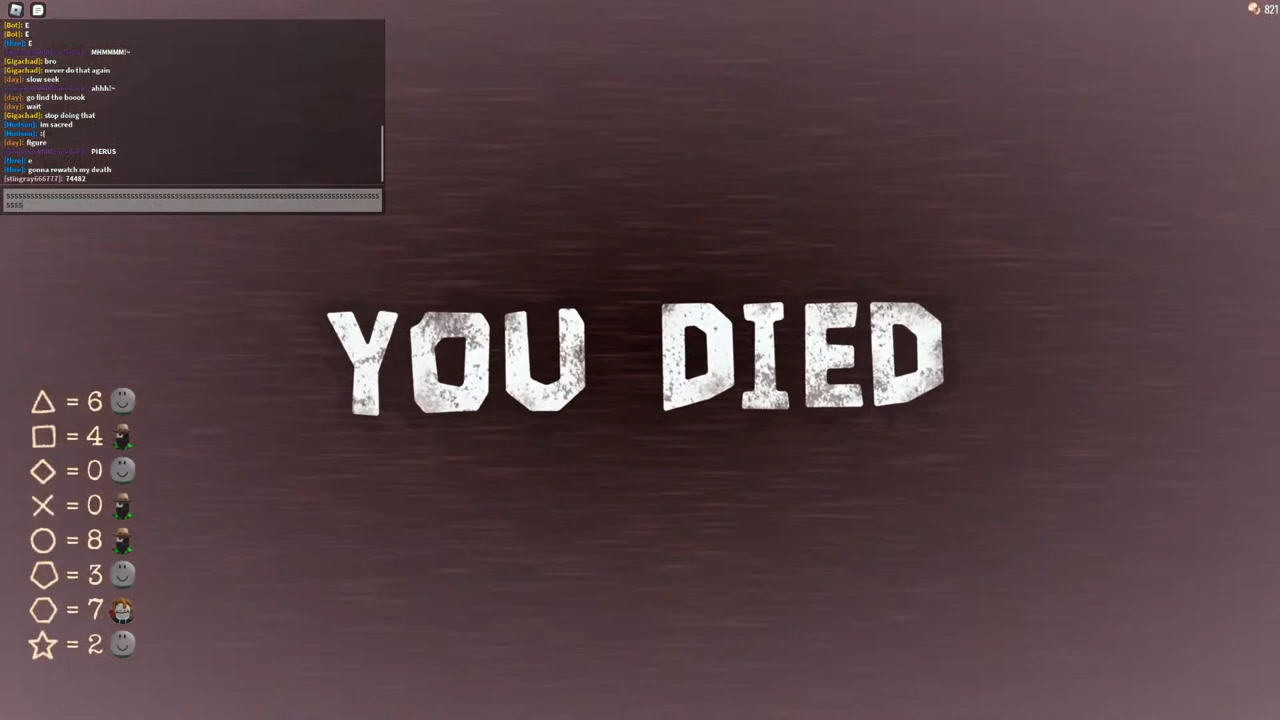 821
[Bot]: E
[Bot]: E
[thre]: E
MHMMMM!~
[Gigachad]: bro
[Gigachad]: never do that again
[day]: slow seek
ahhh!~
[day]: go find theboook
[day]: wait
[Gigachad]: stop doing that
[Hudson]: im sacred
[Hudson]: :(
[day]: figure
PIERUS
[thre]: e
[thre]: gonna rewatch my death
[stingray666777]: 74482
YOU DIED
= 6
= 4
= 0
= 0
= 8
= 3
= 7
= 2